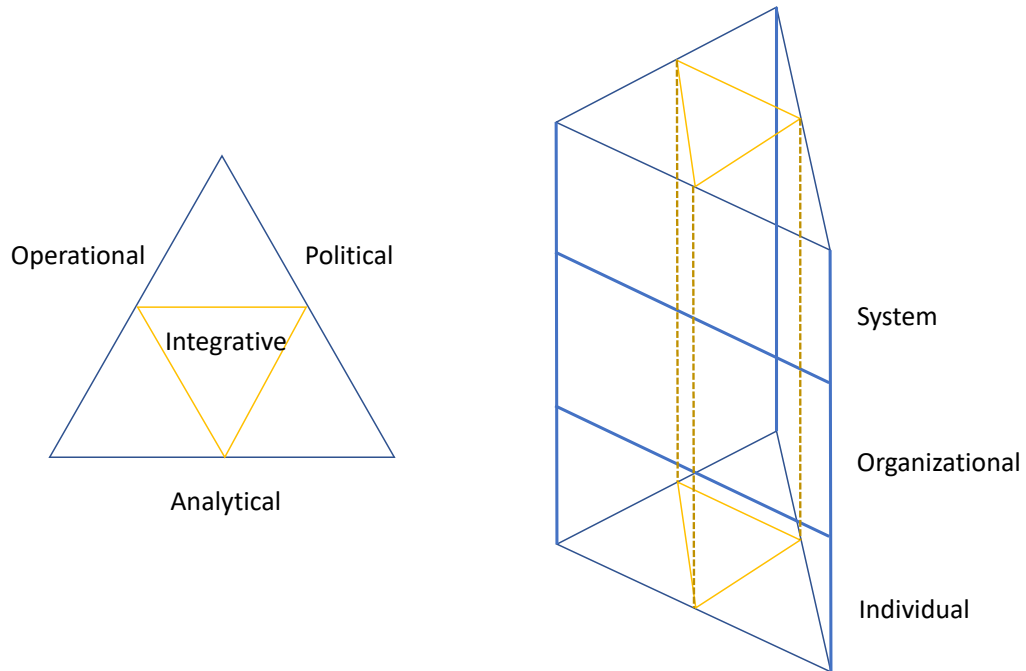 Operational
Political
Integrative
Analytical
System
Organizational
Individual